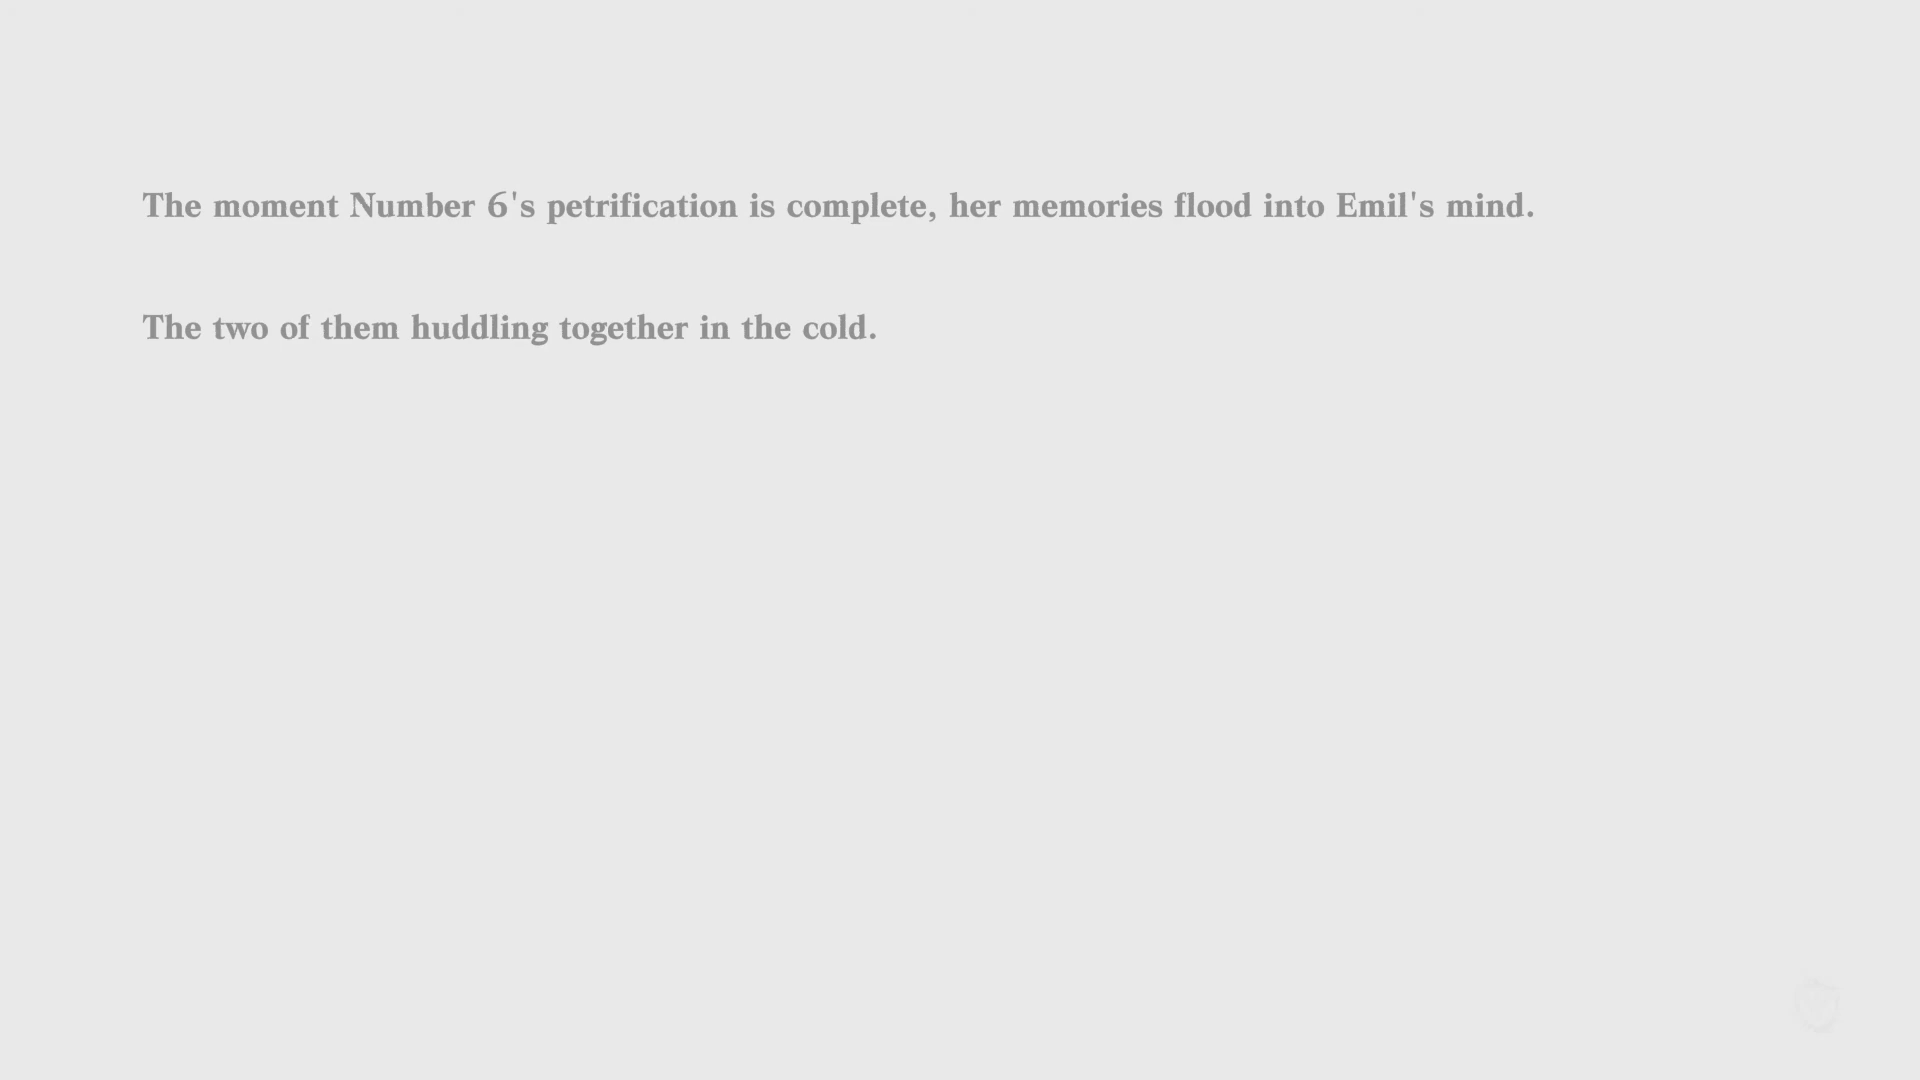 The moment Number 6's petrification is complete, her memories flood into Emil's mind.
The two of them huddling together in the cold.